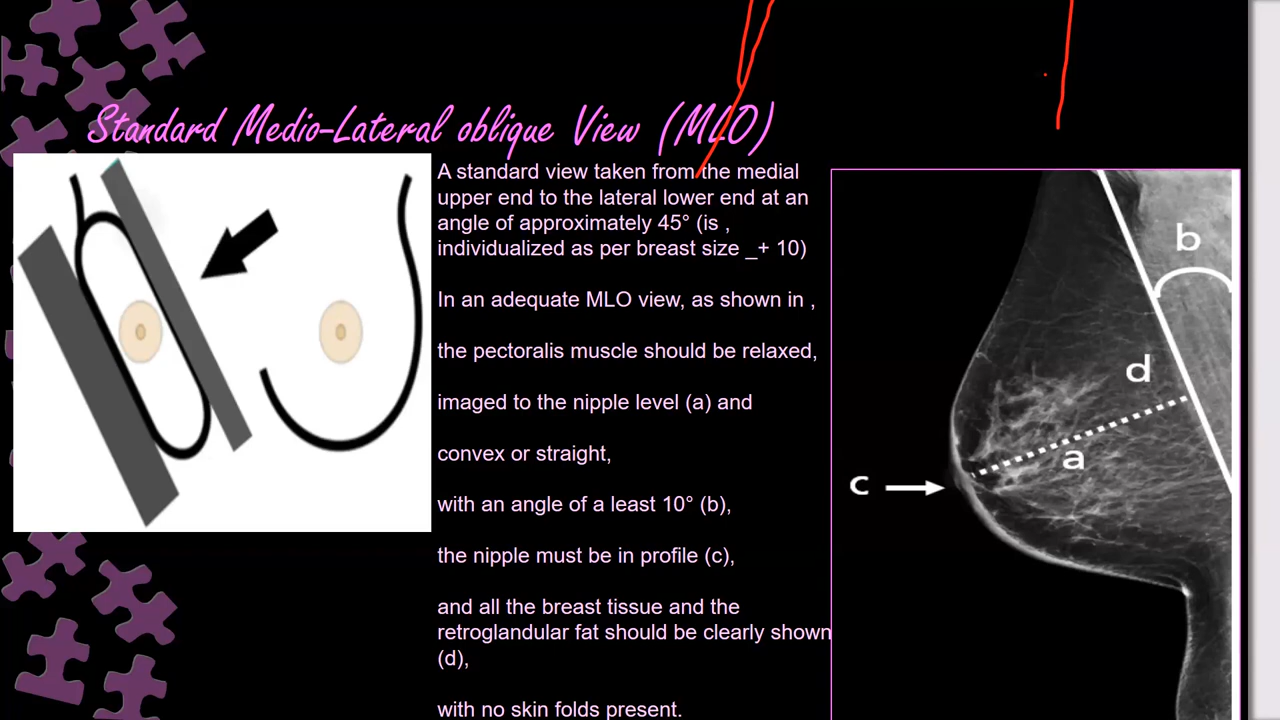 Standard Medio-Lateral oblique View (MLO)
A standard view taken from the medial
upper end to the lateral lower end at an
angle of approximately 45° (is ,
individualized as per breast size _+ 10)
In an adequate MLO view, as shown in ,
the pectoralis muscle should be relaxed,
imaged to the nipple level (a) and
convex or straight,
with an angle of a least 10° (b),
the nipple must be in profile (c),
and all the breast tissue and the
retroglandular fat should be clearly shown
(d),
with no skin folds present.
b
d
a
c